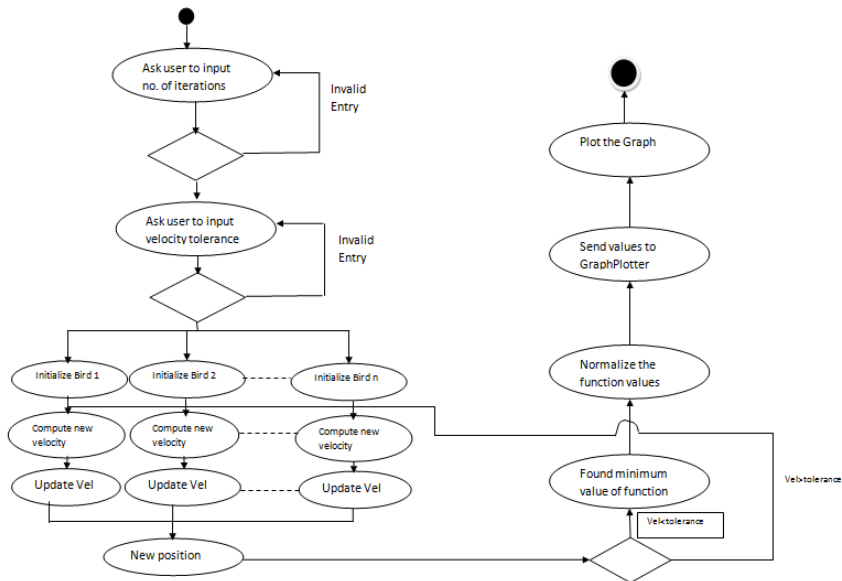 Ask user to input
no. of iterations
Invalid
Entry
Ask user to input
velocity tolerance
Invalid
Entry
Initialize Bird 1
Initialize Bird 2
Initialize Bird n
Compute new
velocity
Compute new
velocity
Compute new
velocity
Update Vel
Update Vel
Update Vel
New position
Plot the Graph
Send values to
GraphPlotter
Normalize the
function values
Found minimum
value of function
Vel<tolerance
Vel>tolerance